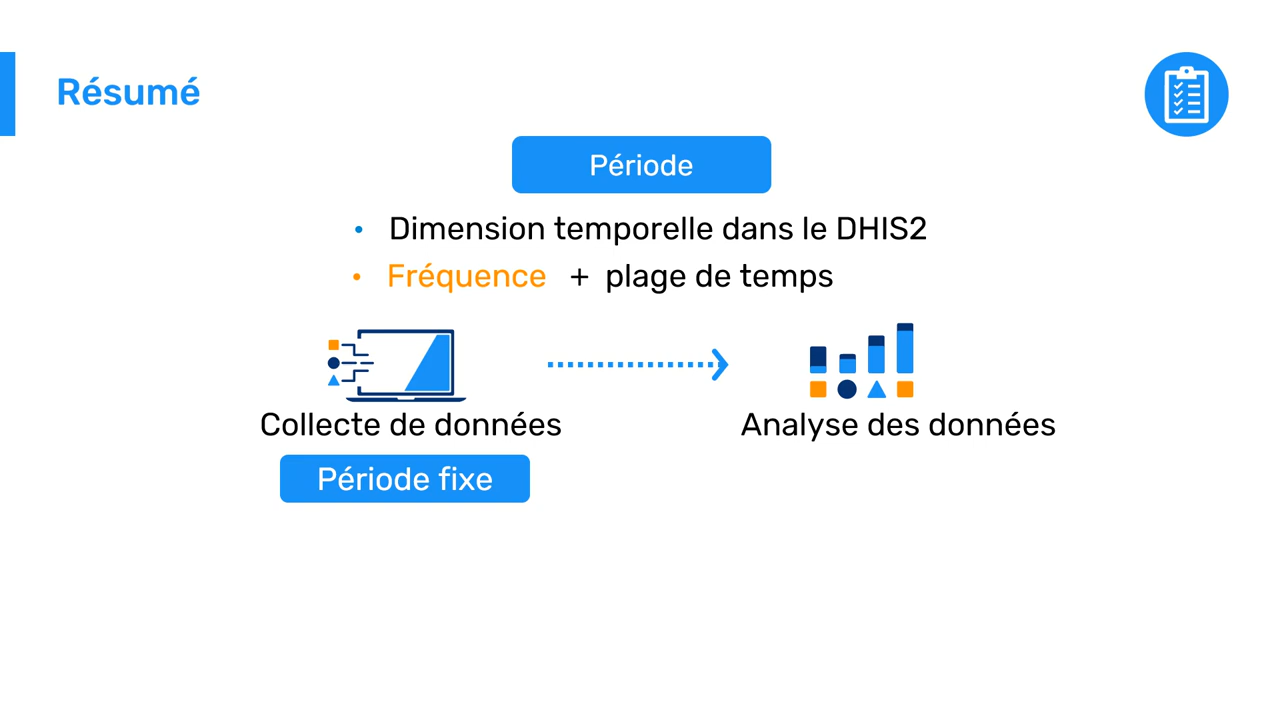 Résumé
Période
• Dimension temporelle dans le DHIS2
• Fréquence + plage de temps
Collecte de données
Analyse des données
Période fixe